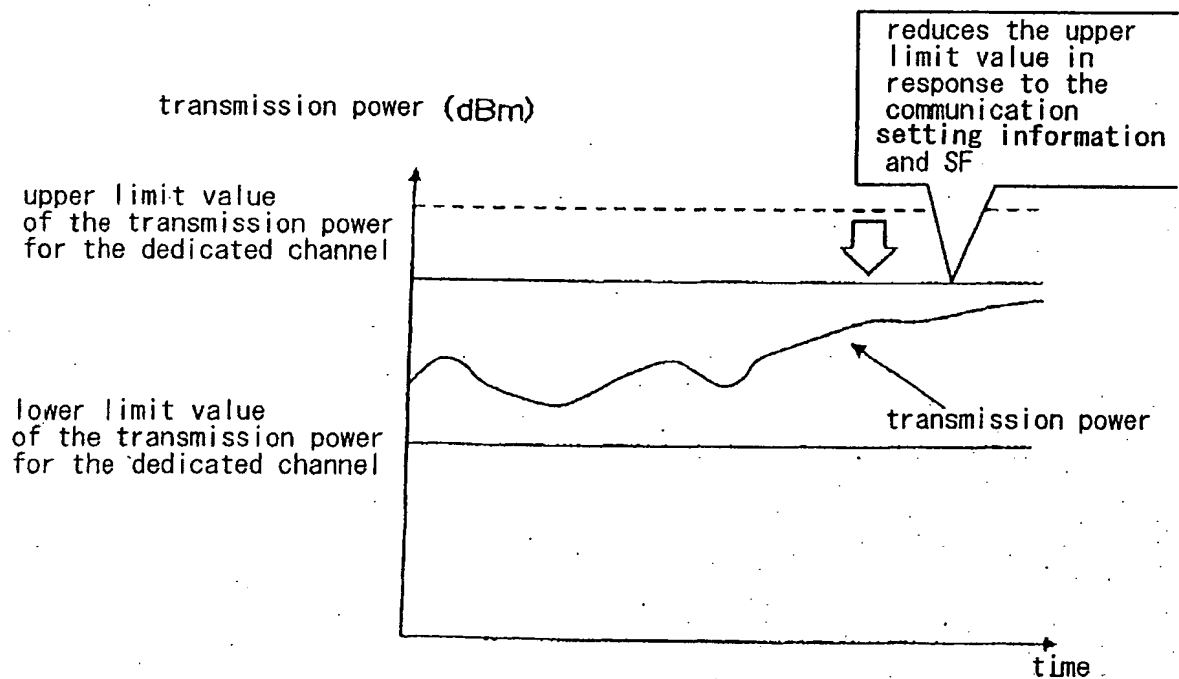 reduces the upper
limit value in
response to the
communication
setting information
and SF
transmission power (dBm)
upper limit value
of the transmission power
for the dedicated channel
lower limit value
of the transmission power
for the dedicated channel
transmission power
time